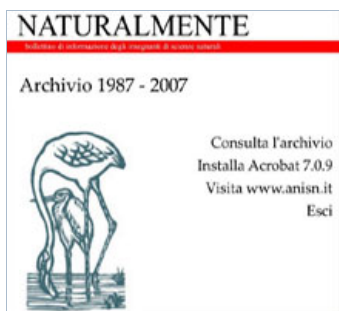 NATURALMENTE
bollettino di informazione degli insegnanti di scienze naturali
Archivio 1987 - 2007
Consulta l'archivio
Installa Acrobat 7.0.9
Visita www.anisn.it
Esci